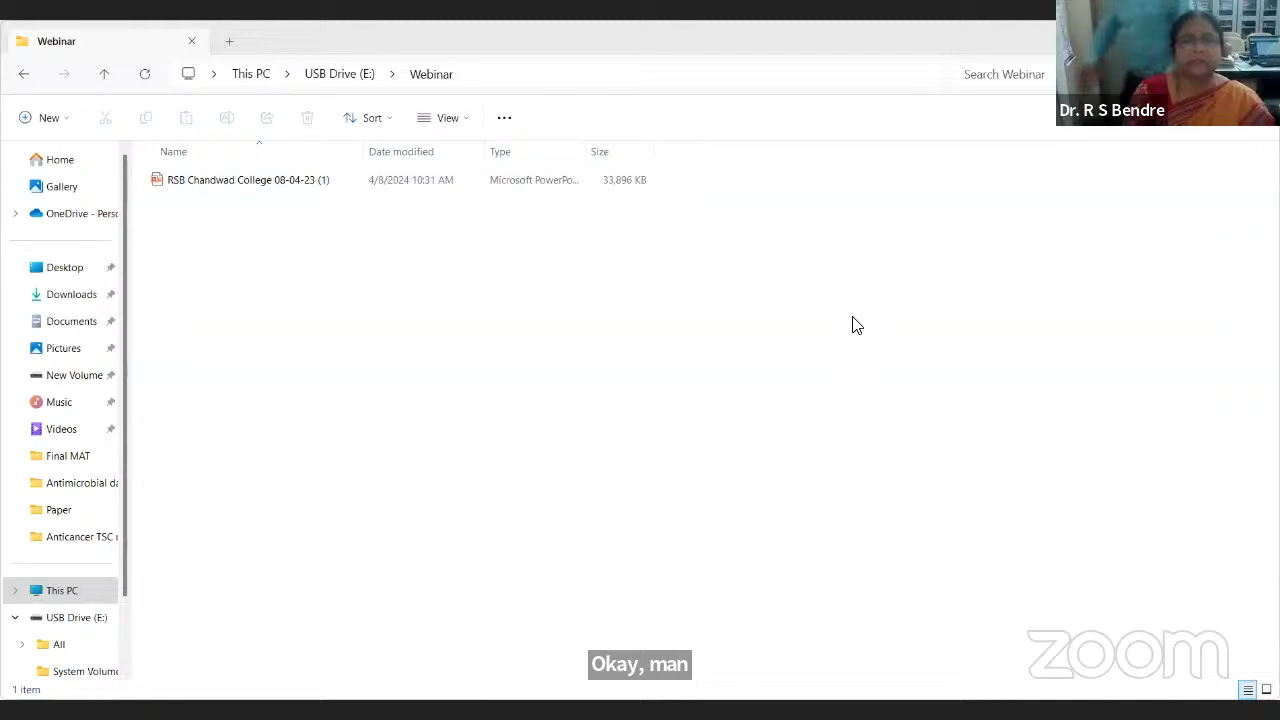 Webinar
This PC > USB Drive (E:) > Webinar
Search Webinar
Dr. R S Bendre
New
Sort
View
Name
Date modified
Type
Size
RSB Chandwad College 08-04-23 (1)
4/8/2024 10:31 AM
Microsoft PowerPo...
33,896 KB
Home
Gallery
OneDrive - Perso
Desktop
Downloads
Documents
Pictures
New Volume
Music
Videos
Final MAT
Antimicrobial da
Paper
Anticancer TSC r
This PC
USB Drive (E:)
All
System Volume
1 item
Okay, man
zoom